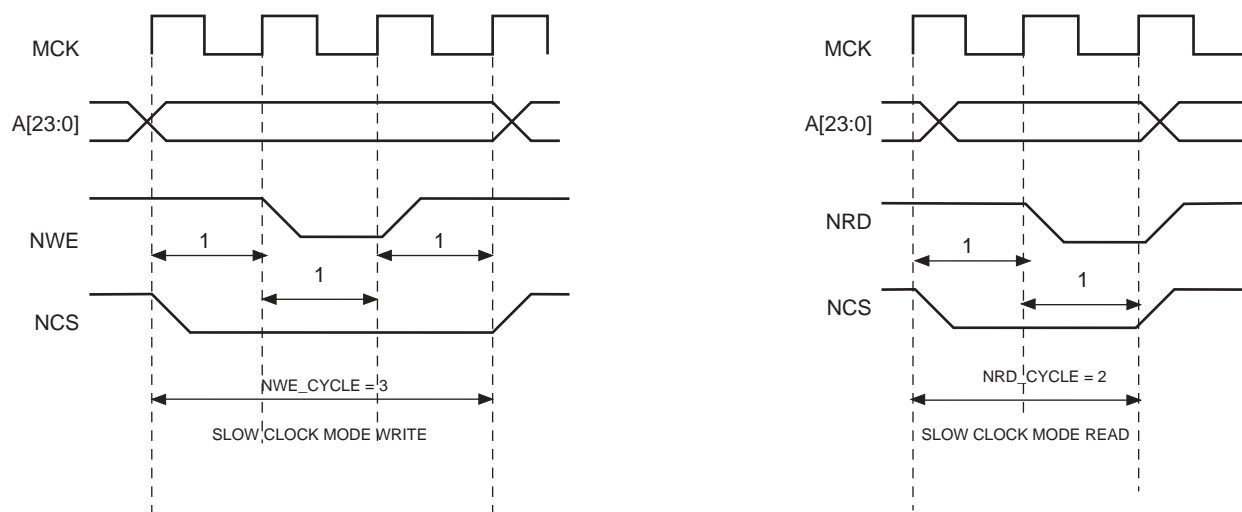 MCK
A[23:0]
NWE
1
1
1
NCS
NWE_CYCLE = 3
SLOW CLOCK MODE WRITE
MCK
A[23:0]
NRD
1
1
NCS
NRD_CYCLE = 2
SLOW CLOCK MODE READ